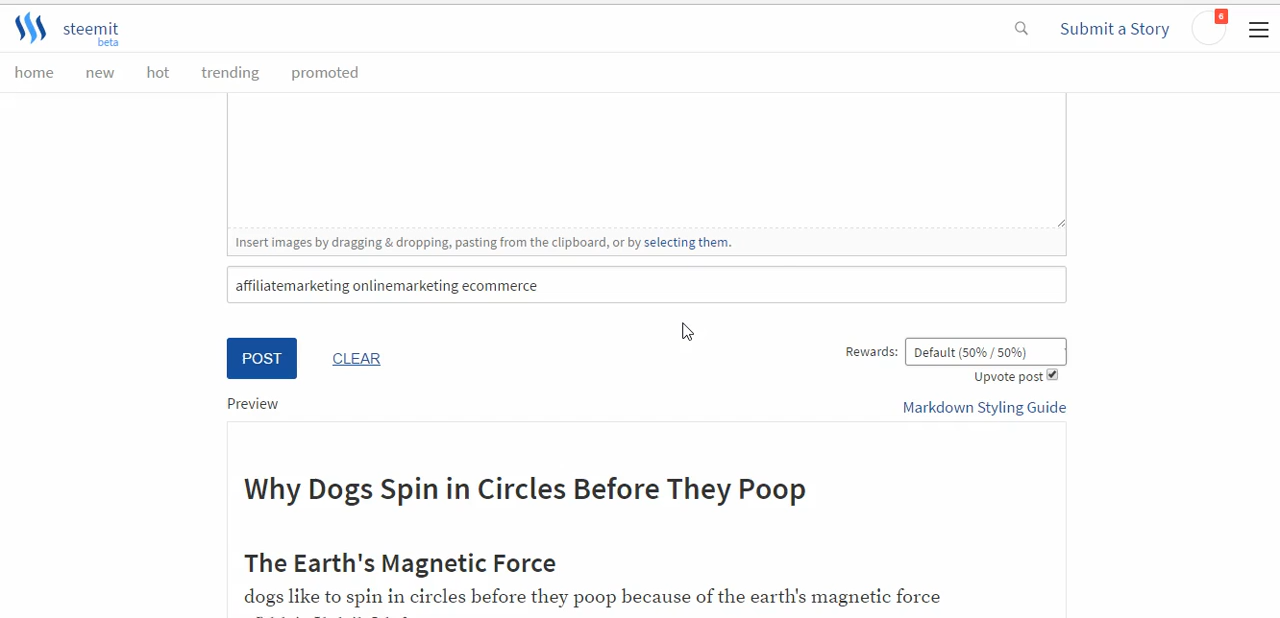 steemit
beta
6
Submit a Story
home new hot trending promoted
Insert images by dragging & dropping, pasting from the clipboard, or by selecting them.
affiliatemarketing onlinemarketing ecommerce
POST CLEAR
Rewards: Default (50% / 50%)
Upvote post
Preview
Markdown Styling Guide
Why Dogs Spin in Circles Before They Poop
The Earth's Magnetic Force
dogs like to spin in circles before they poop because of the earth's magnetic force